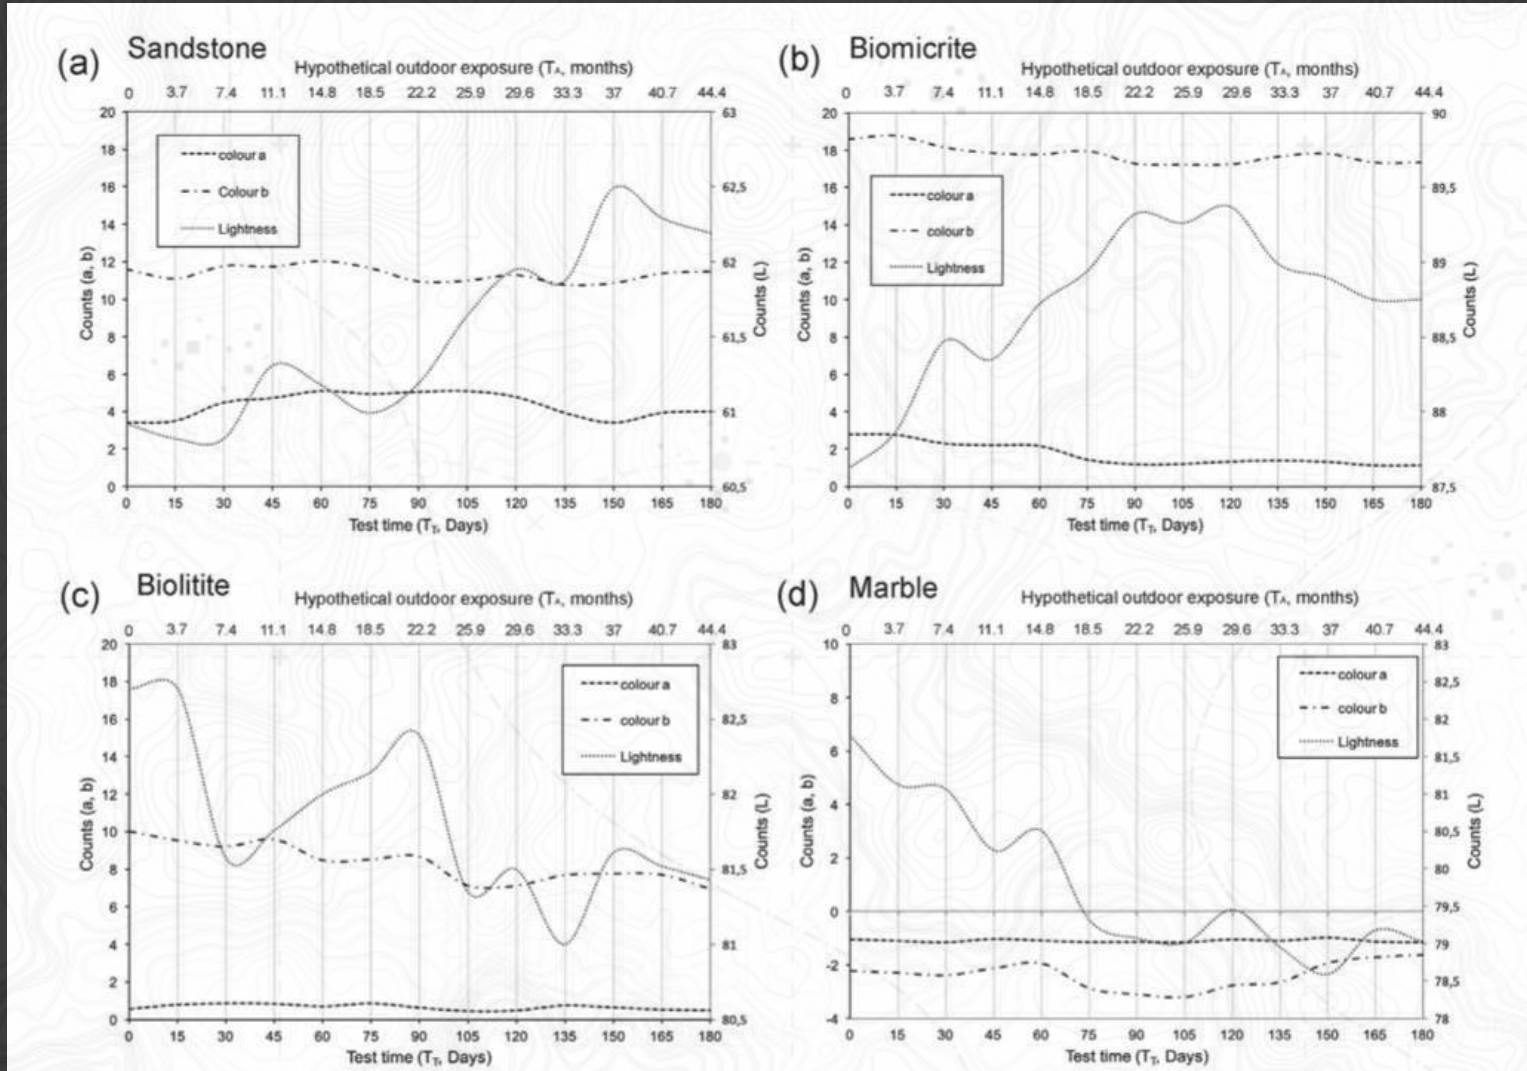 (a) Sandstone
Hypothetical outdoor exposure (TA, months)
0 3.7 7.4 11.1 14.8 18.5 22.2 25.9 29.6 33.3 37 40.7 44.4
20 18 16 14 12 10 8 6 4 2 0
Counts (a, b)
colour a
Colour b
Lightness
63 62,5 62 61,5 61 60,5
Counts (L)
0 15 30 45 60 75 90 105 120 135 150 165 180
Test time (TT, Days)
(b) Biomicrite
Hypothetical outdoor exposure (TA, months)
0 3.7 7.4 11.1 14.8 18.5 22.2 25.9 29.6 33.3 37 40.7 44.4
20 18 16 14 12 10 8 6 4 2 0
Counts (a, b)
colour a
colour b
Lightness
90 89,5 89 88,5 88 87,5
Counts (L)
0 15 30 45 60 75 90 105 120 135 150 165 180
Test time (TT, Days)
(c) Biolitite
Hypothetical outdoor exposure (TA, months)
0 3.7 7.4 11.1 14.8 18.5 22.2 25.9 29.6 33.3 37 40.7 44.4
20 18 16 14 12 10 8 6 4 2 0
Counts (a, b)
colour a
colour b
Lightness
83 82,5 82 81,5 81 80,5
Counts (L)
0 15 30 45 60 75 90 105 120 135 150 165 180
Test time (TT, Days)
(d) Marble
Hypothetical outdoor exposure (TA, months)
0 3.7 7.4 11.1 14.8 18.5 22.2 25.9 29.6 33.3 37 40.7 44.4
10 8 6 4 2 0 -2 -4
Counts (a, b)
colour a
colour b
Lightness
83 82,5 82 81,5 81 80,5 80 79,5 79 78,5 78
Counts (L)
0 15 30 45 60 75 90 105 120 135 150 165 180
Test time (TT, Days)